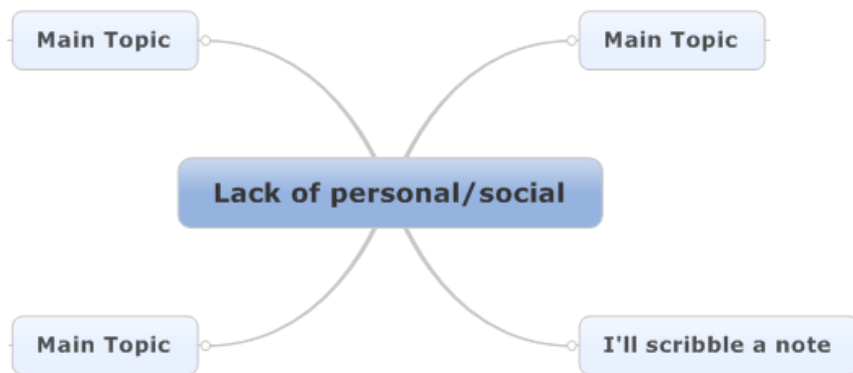 Main Topic
Main Topic
Lack of personal/social
Main Topic
I'll scribble a note